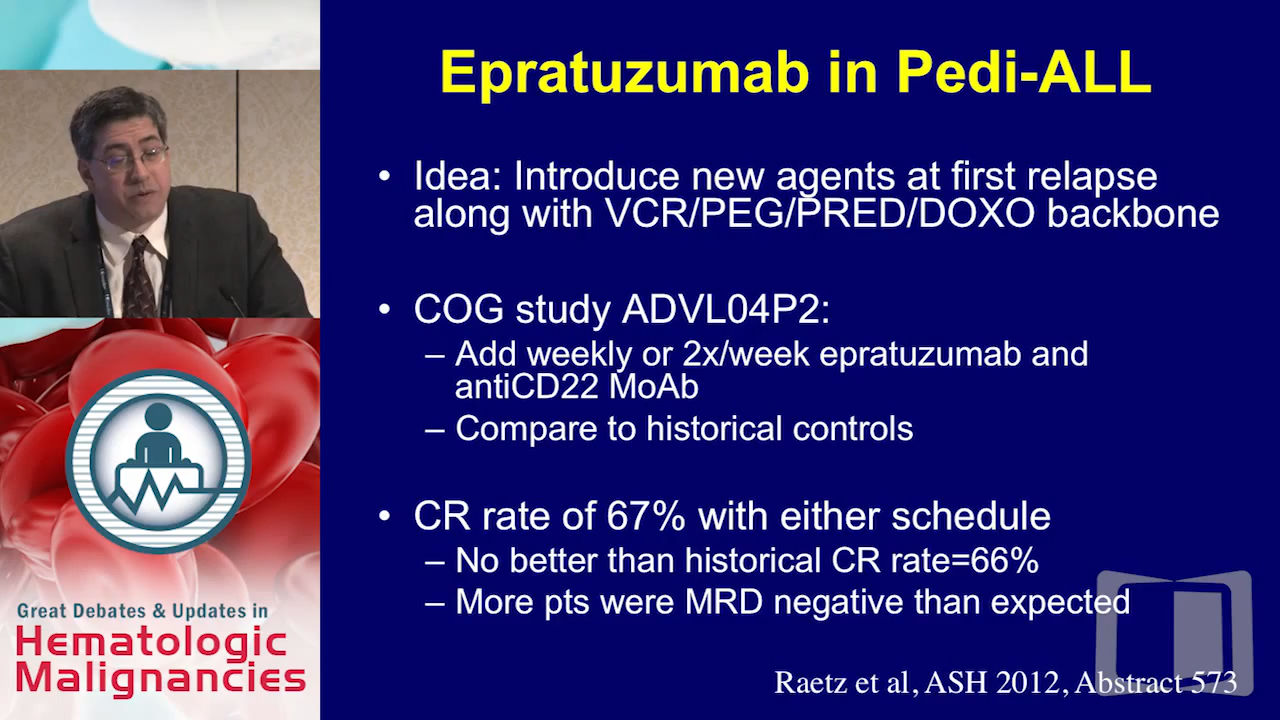 Epratuzumab in Pedi-ALL
• Idea: Introduce new agents at first relapse
along with VCR/PEG/PRED/DOXO backbone
• COG study ADVL04P2:
– Add weekly or 2x/week epratuzumab and
antiCD22 MoAb
– Compare to historical controls
• CR rate of 67% with either schedule
– No better than historical CR rate=66%
– More pts were MRD negative than expected
Raetz et al, ASH 2012, Abstract 573
Great Debates & Updates in
Hematologic
Malignancies